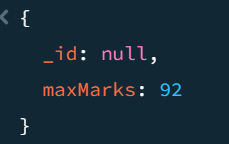 < {
_id: null,
maxMarks: 92
}